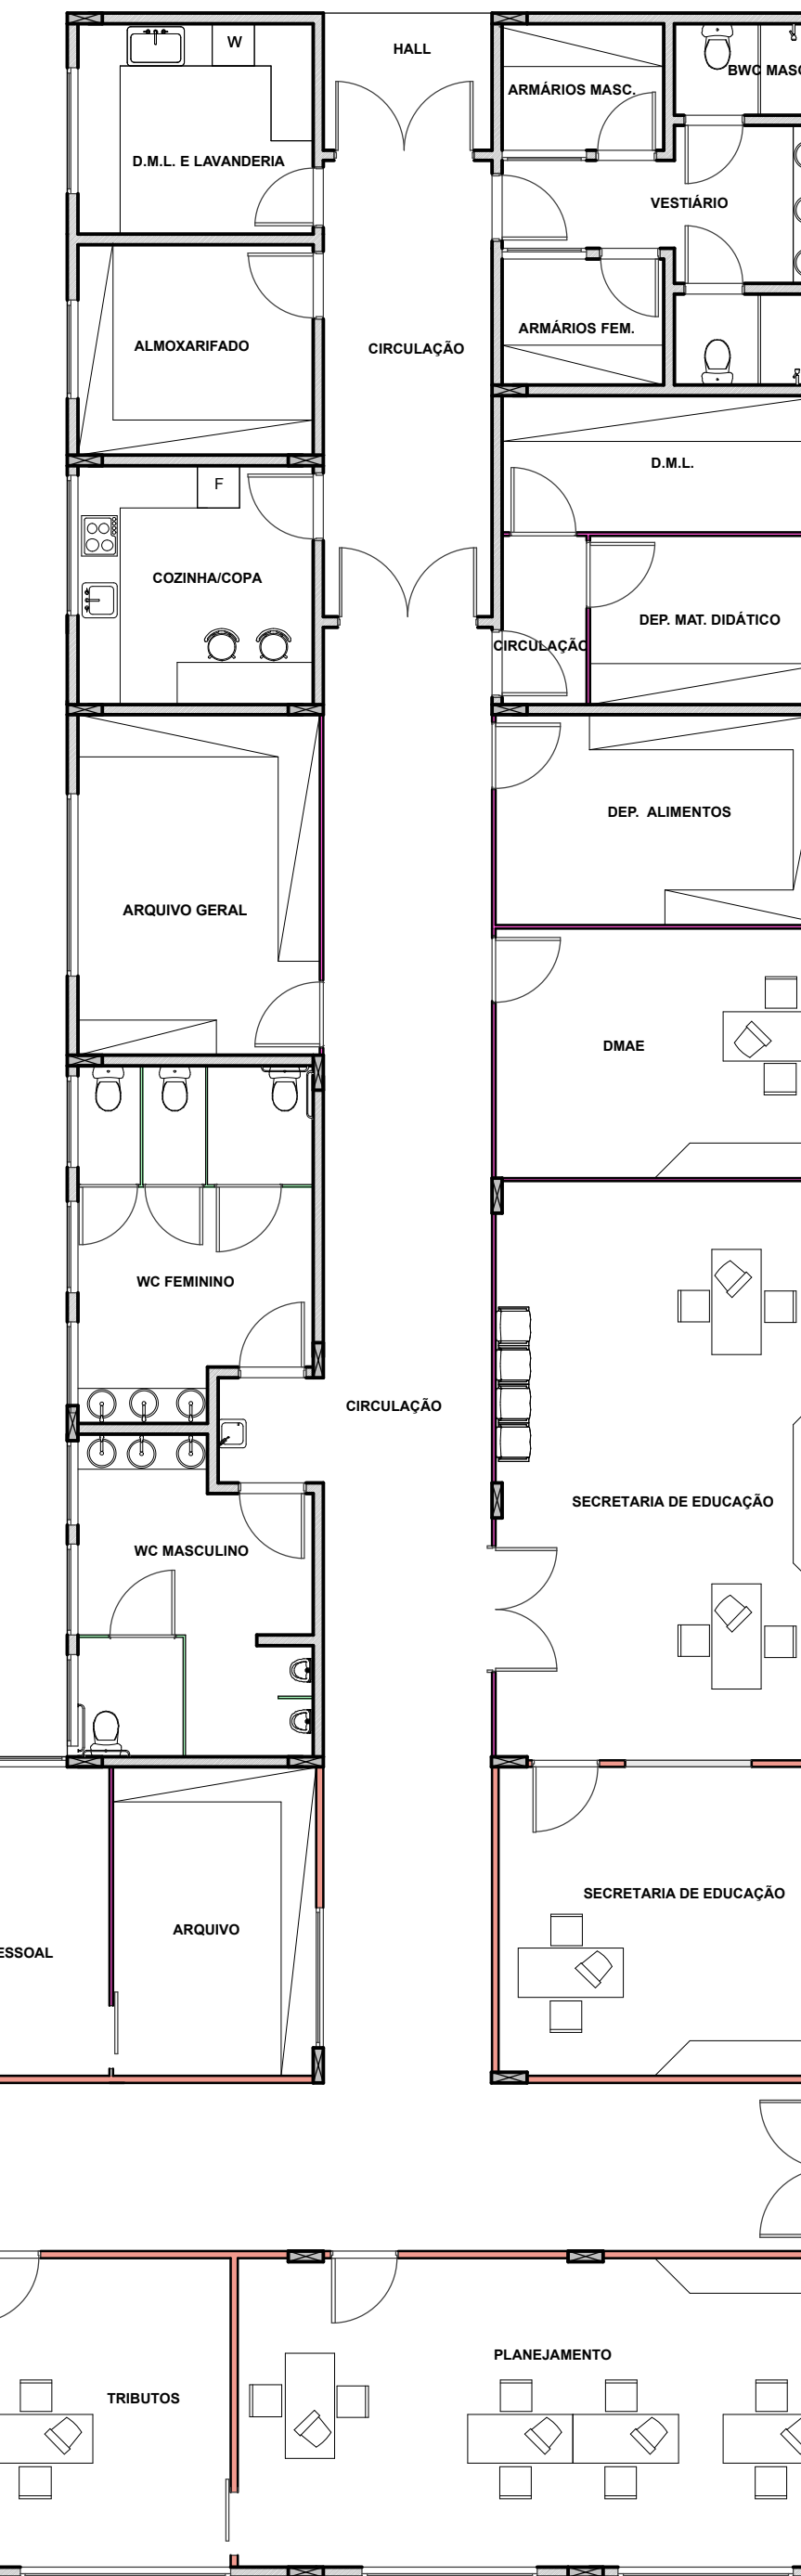 W
HALL
ARMÁRIOS MASC.
BWC MASC
D.M.L. E LAVANDERIA
VESTIÁRIO
ARMÁRIOS FEM.
ALMOXARIFADO
CIRCULAÇÃO
D.M.L.
F
COZINHA/COPA
DEP. MAT. DIDÁTICO
CIRCULAÇÃO
DEP. ALIMENTOS
ARQUIVO GERAL
DMAE
WC FEMININO
CIRCULAÇÃO
SECRETARIA DE EDUCAÇÃO
WC MASCULINO
SECRETARIA DE EDUCAÇÃO
ARQUIVO
ESSOAL
PLANEJAMENTO
TRIBUTOS